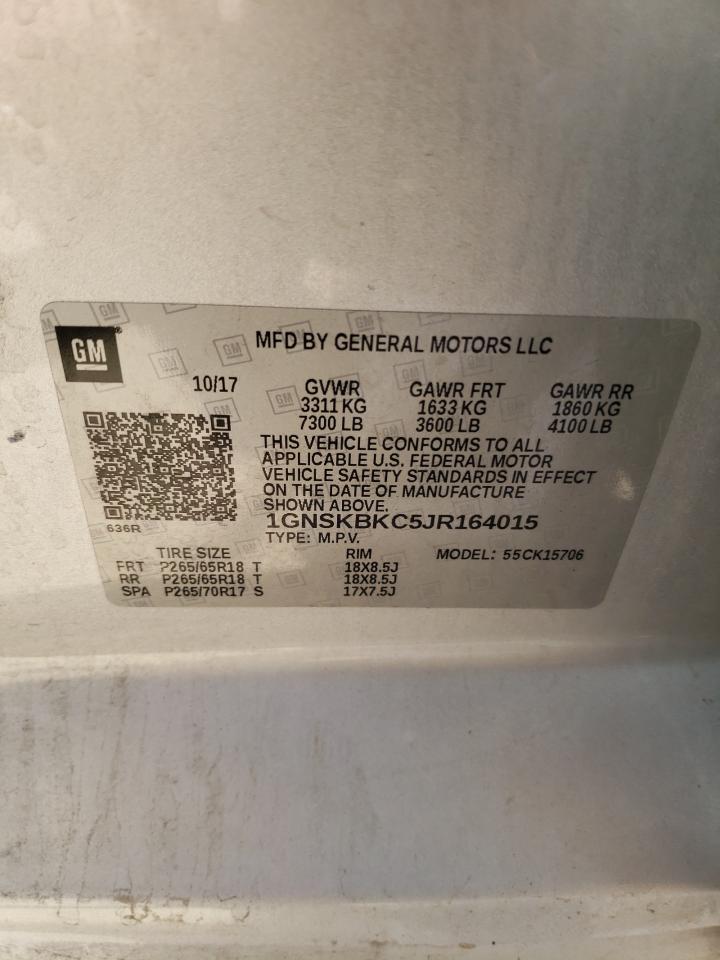 GM
MFD BY GENERAL MOTORS LLC
10/17 GVWR GAWR FRT GAWR RR
3311 KG 1633 KG 1860 KG
7300 LB 3600 LB 4100 LB
THIS VEHICLE CONFORMS TO ALL
APPLICABLE U.S. FEDERAL MOTOR
VEHICLE SAFETY STANDARDS IN EFFECT
ON THE DATE OF MANUFACTURE
SHOWN ABOVE.
636R
1GNSKBKC5JR164015
TYPE: M.P.V.
TIRE SIZE RIM MODEL: 55CK15706
FRT P265/65R18 T 18X8.5J
RR P265/65R18 T 18X8.5J
SPA P265/70R17 S 17X7.5J